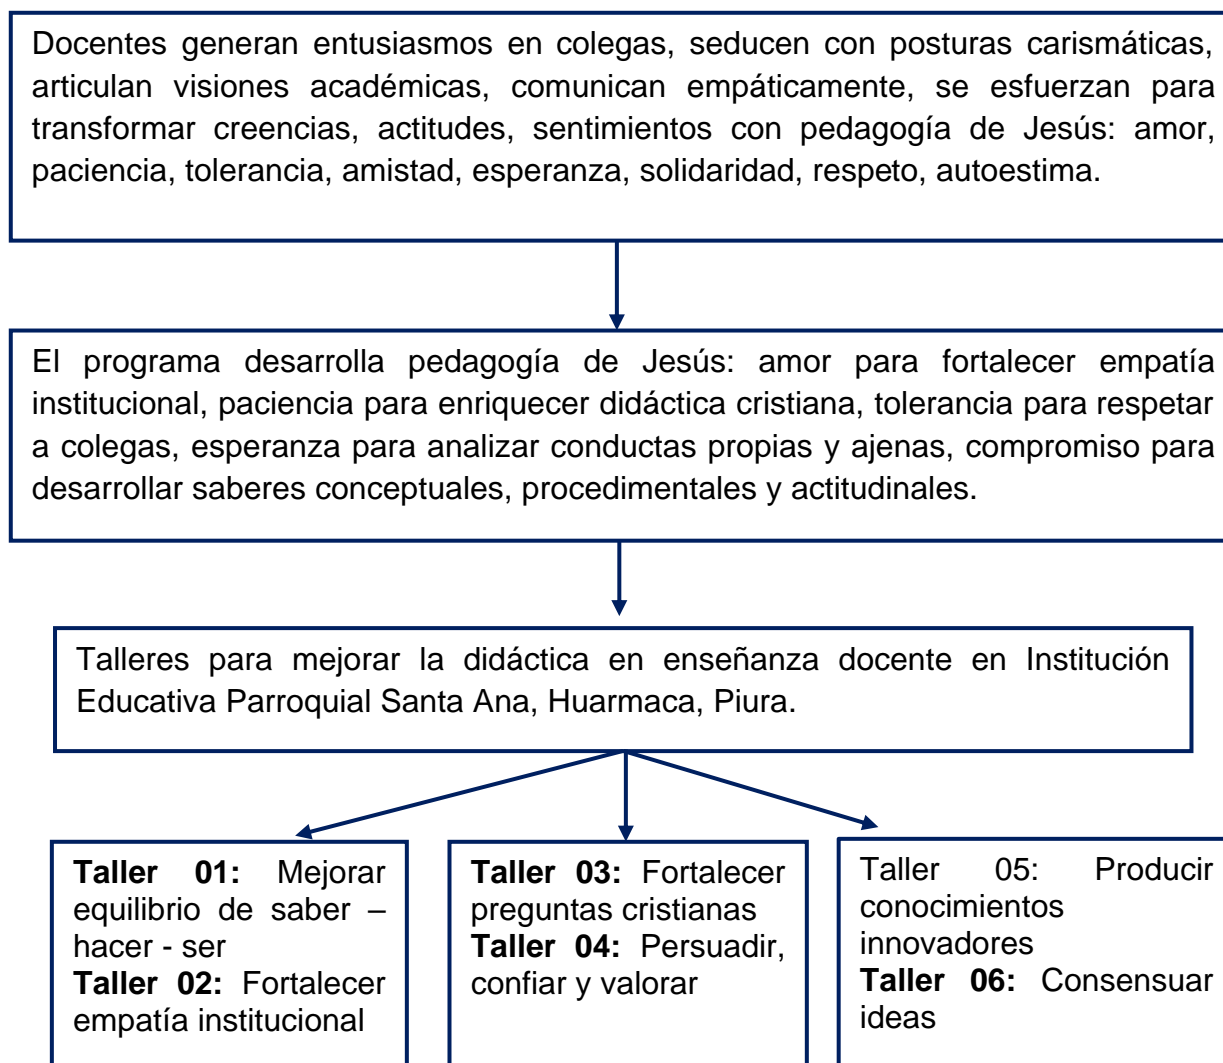 Docentes generan entusiasmos en colegas, seducen con posturas carismáticas,
articulan visiones académicas, comunican empáticamente, se esfuerzan para
transformar creencias, actitudes, sentimientos con pedagogía de Jesús: amor,
paciencia, tolerancia, amistad, esperanza, solidaridad, respeto, autoestima.
El programa desarrolla pedagogía de Jesús: amor para fortalecer empatía
institucional, paciencia para enriquecer didáctica cristiana, tolerancia para respetar
a colegas, esperanza para analizar conductas propias y ajenas, compromiso para
desarrollar saberes conceptuales, procedimentales y actitudinales.
Talleres para mejorar la didáctica en enseñanza docente en Institución
Educativa Parroquial Santa Ana, Huarmaca, Piura.
Taller 01: Mejorar
equilibrio de saber –
hacer - ser
Taller 02: Fortalecer
empatía institucional
Taller 03: Fortalecer
preguntas cristianas
Taller 04: Persuadir,
confiar y valorar
Taller 05: Producir
conocimientos
innovadores
Taller 06: Consensuar
ideas